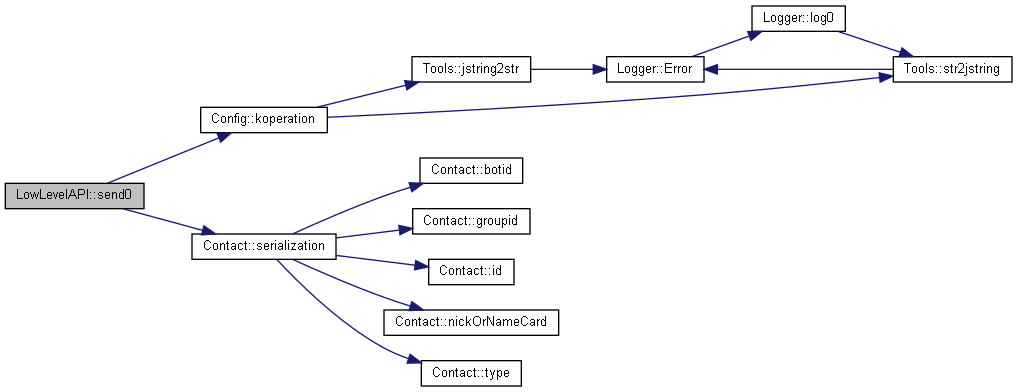 Logger::log0
Tools::jstring2str
Logger::Error
Tools::str2jstring
Config::koperation
Contact::botid
LowLevelAPI::send0
Contact::groupid
Contact::serialization
Contact::id
Contact::nickOrNameCard
Contact::type